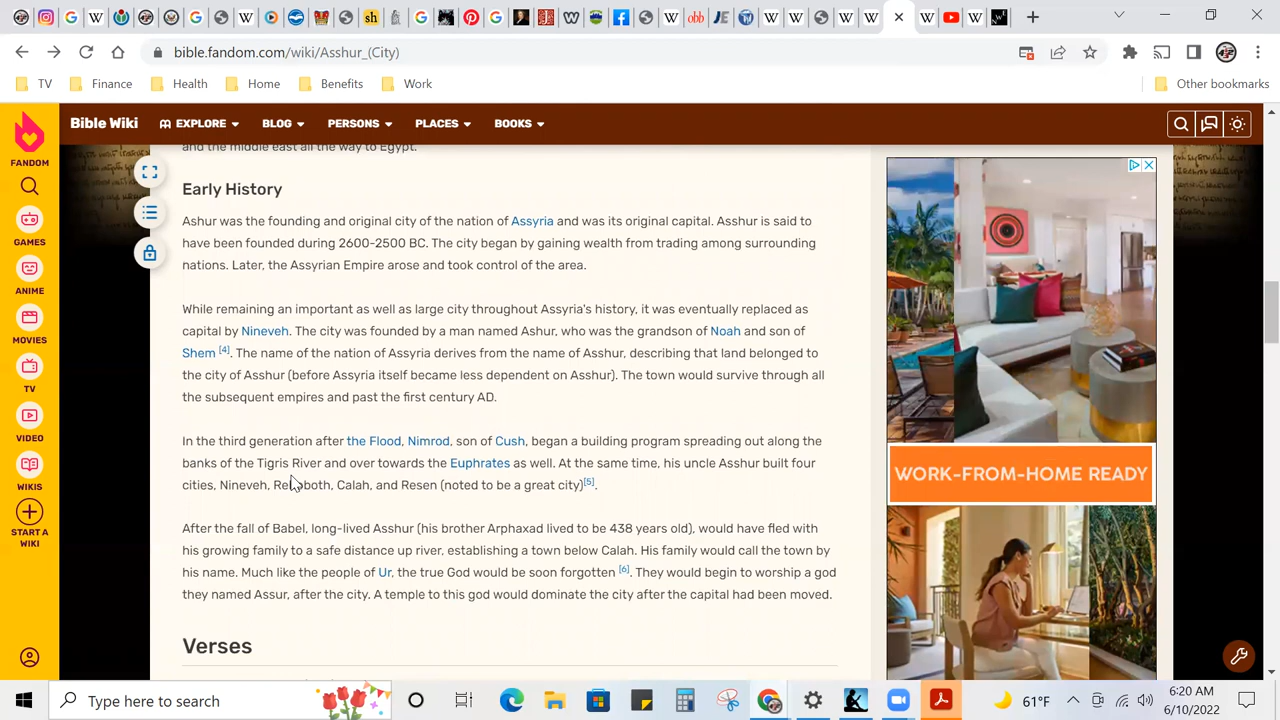 bible.fandom.com/wiki/Asshur_(City)
TV Finance Health Home Benefits Work Other bookmarks
Bible Wiki EXPLORE BLOG PERSONS PLACES BOOKS
FANDOM
GAMES
ANIME
MOVIES
TV
VIDEO
WIKIS
START A
WIKI
and the middle east all the way to Egypt.
Early History
Ashur was the founding and original city of the nation of Assyria and was its original capital. Asshur is said to
have been founded during 2600-2500 BC. The city began by gaining wealth from trading among surrounding
nations. Later, the Assyrian Empire arose and took control of the area.
While remaining an important as well as large city throughout Assyria's history, it was eventually replaced as
capital by Nineveh. The city was founded by a man named Ashur, who was the grandson of Noah and son of
Shem [4]. The name of the nation of Assyria derives from the name of Asshur, describing that land belonged to
the city of Asshur (before Assyria itself became less dependent on Asshur). The town would survive through all
the subsequent empires and past the first century AD.
In the third generation after the Flood, Nimrod, son of Cush, began a building program spreading out along the
banks of the Tigris River and over towards the Euphrates as well. At the same time, his uncle Asshur built four
cities, Nineveh, Rehoboth, Calah, and Resen (noted to be a great city)[5].
After the fall of Babel, long-lived Asshur (his brother Arphaxad lived to be 438 years old), would have fled with
his growing family to a safe distance up river, establishing a town below Calah. His family would call the town by
his name. Much like the people of Ur, the true God would be soon forgotten [6]. They would begin to worship a god
they named Assur, after the city. A temple to this god would dominate the city after the capital had been moved.
Verses
WORK-FROM-HOME READY
Type here to search
61°F
6:20 AM
6/10/2022